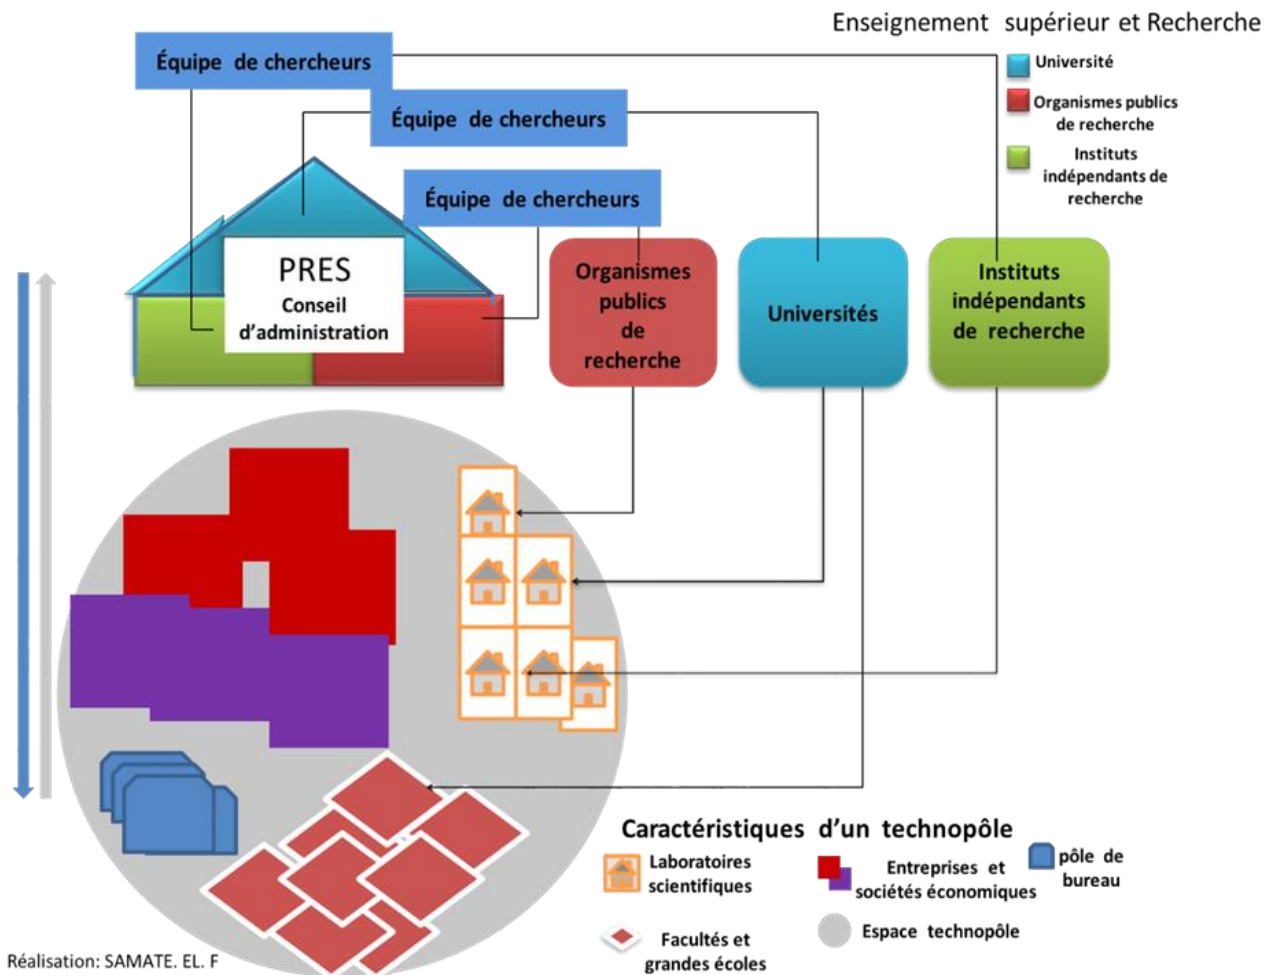 Enseignement supérieur et Recherche
Université
Organismes publics
de recherche
Instituts
indépendants de
recherche
Équipe de chercheurs
Équipe de chercheurs
Équipe de chercheurs
PRES
Conseil
d'administration
Organismes
publics
de
recherche
Universités
Instituts
indépendants
de recherche
Caractéristiques d'un technopôle
Laboratoires
scientifiques
Entreprises et
sociétés économiques
pôle de
bureau
Facultés et
grandes écoles
Espace technopôle
Réalisation: SAMATE. EL. F